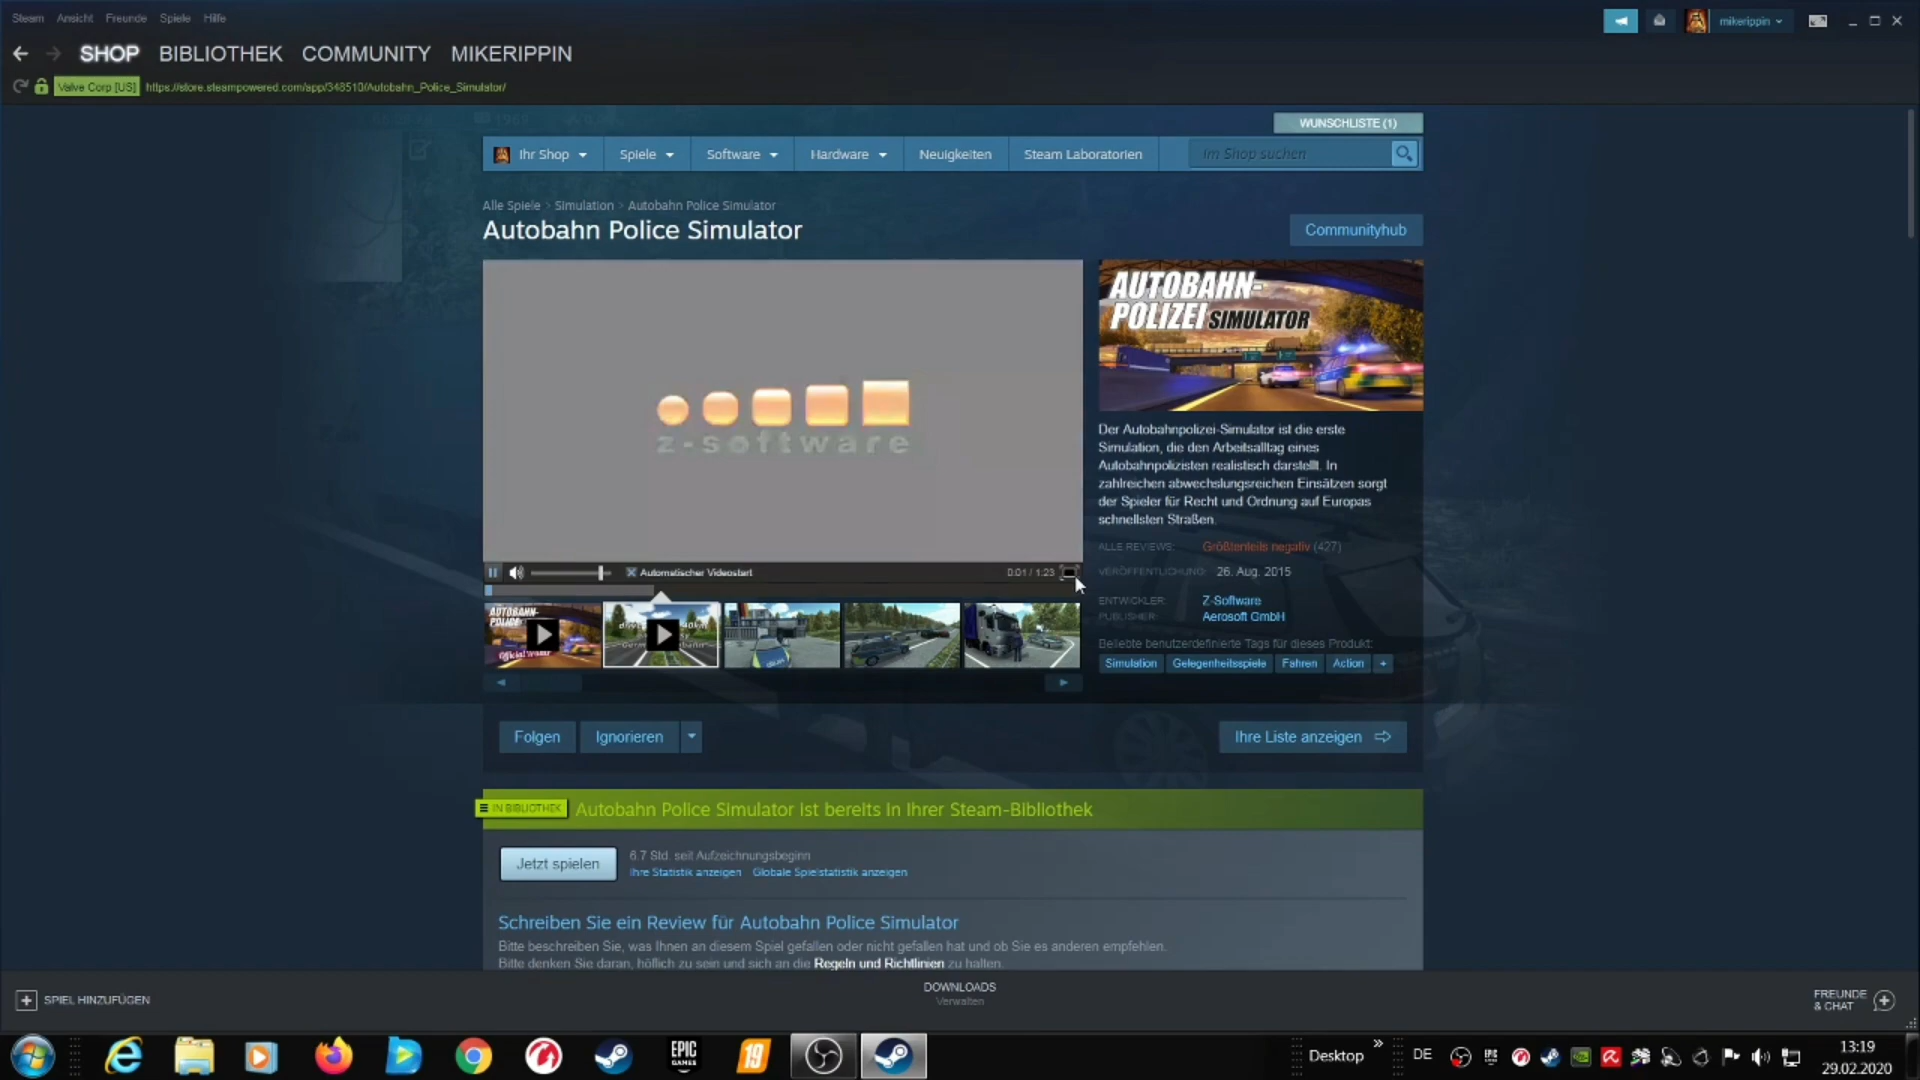 Steam Ansicht Freunde Spiele Hilfe
mikerippin
SHOP BIBLIOTHEK COMMUNITY MIKERIPPIN
Valve Corp [US] https://store.steampowered.com/app/348510/Autobahn_Police_Simulator/
WUNSCHLISTE (1)
Ihr Shop Spiele Software Hardware Neuigkeiten Steam Laboratorien Im Shop suchen
Alle Spiele > Simulation > Autobahn Police Simulator
Autobahn Police Simulator
Communityhub
z-software
AUTOBAHN-
POLIZEI SIMULATOR
Der Autobahnpolizei-Simulator ist die erste
Simulation, die den Arbeitsalltag eines
Autobahnpolizisten realistisch darstellt. In
zahlreichen abwechslungsreichen Einsätzen sorgt
der Spieler für Recht und Ordnung auf Europas
schnellsten Straßen.
ALLE REVIEWS: Größtenteils negativ (427)
VERÖFFENTLICHUNG: 26. Aug. 2015
ENTWICKLER: Z-Software
PUBLISHER: Aerosoft GmbH
Beliebte benutzerdefinierte Tags für dieses Produkt:
Simulation Gelegenheitsspiele Fahren Action +
Automatischer Videostart 0:01 / 1:23
AUTOBAHN-
POLICE
Official Trailer
Folgen Ignorieren Ihre Liste anzeigen
IN BIBLIOTHEK Autobahn Police Simulator ist bereits in Ihrer Steam-Bibliothek
Jetzt spielen
6.7 Std. seit Aufzeichnungsbeginn
Ihre Statistik anzeigen Globale Spielstatistik anzeigen
Schreiben Sie ein Review für Autobahn Police Simulator
Bitte beschreiben Sie, was Ihnen an diesem Spiel gefallen oder nicht gefallen hat und ob Sie es anderen empfehlen.
Bitte denken Sie daran, höflich zu sein und sich an die Regeln und Richtlinien zu halten.
SPIEL HINZUFÜGEN
DOWNLOADS
Verwalten
FREUNDE
& CHAT
EPIC
GAMES
19
Desktop
DE
13:19
29.02.2020